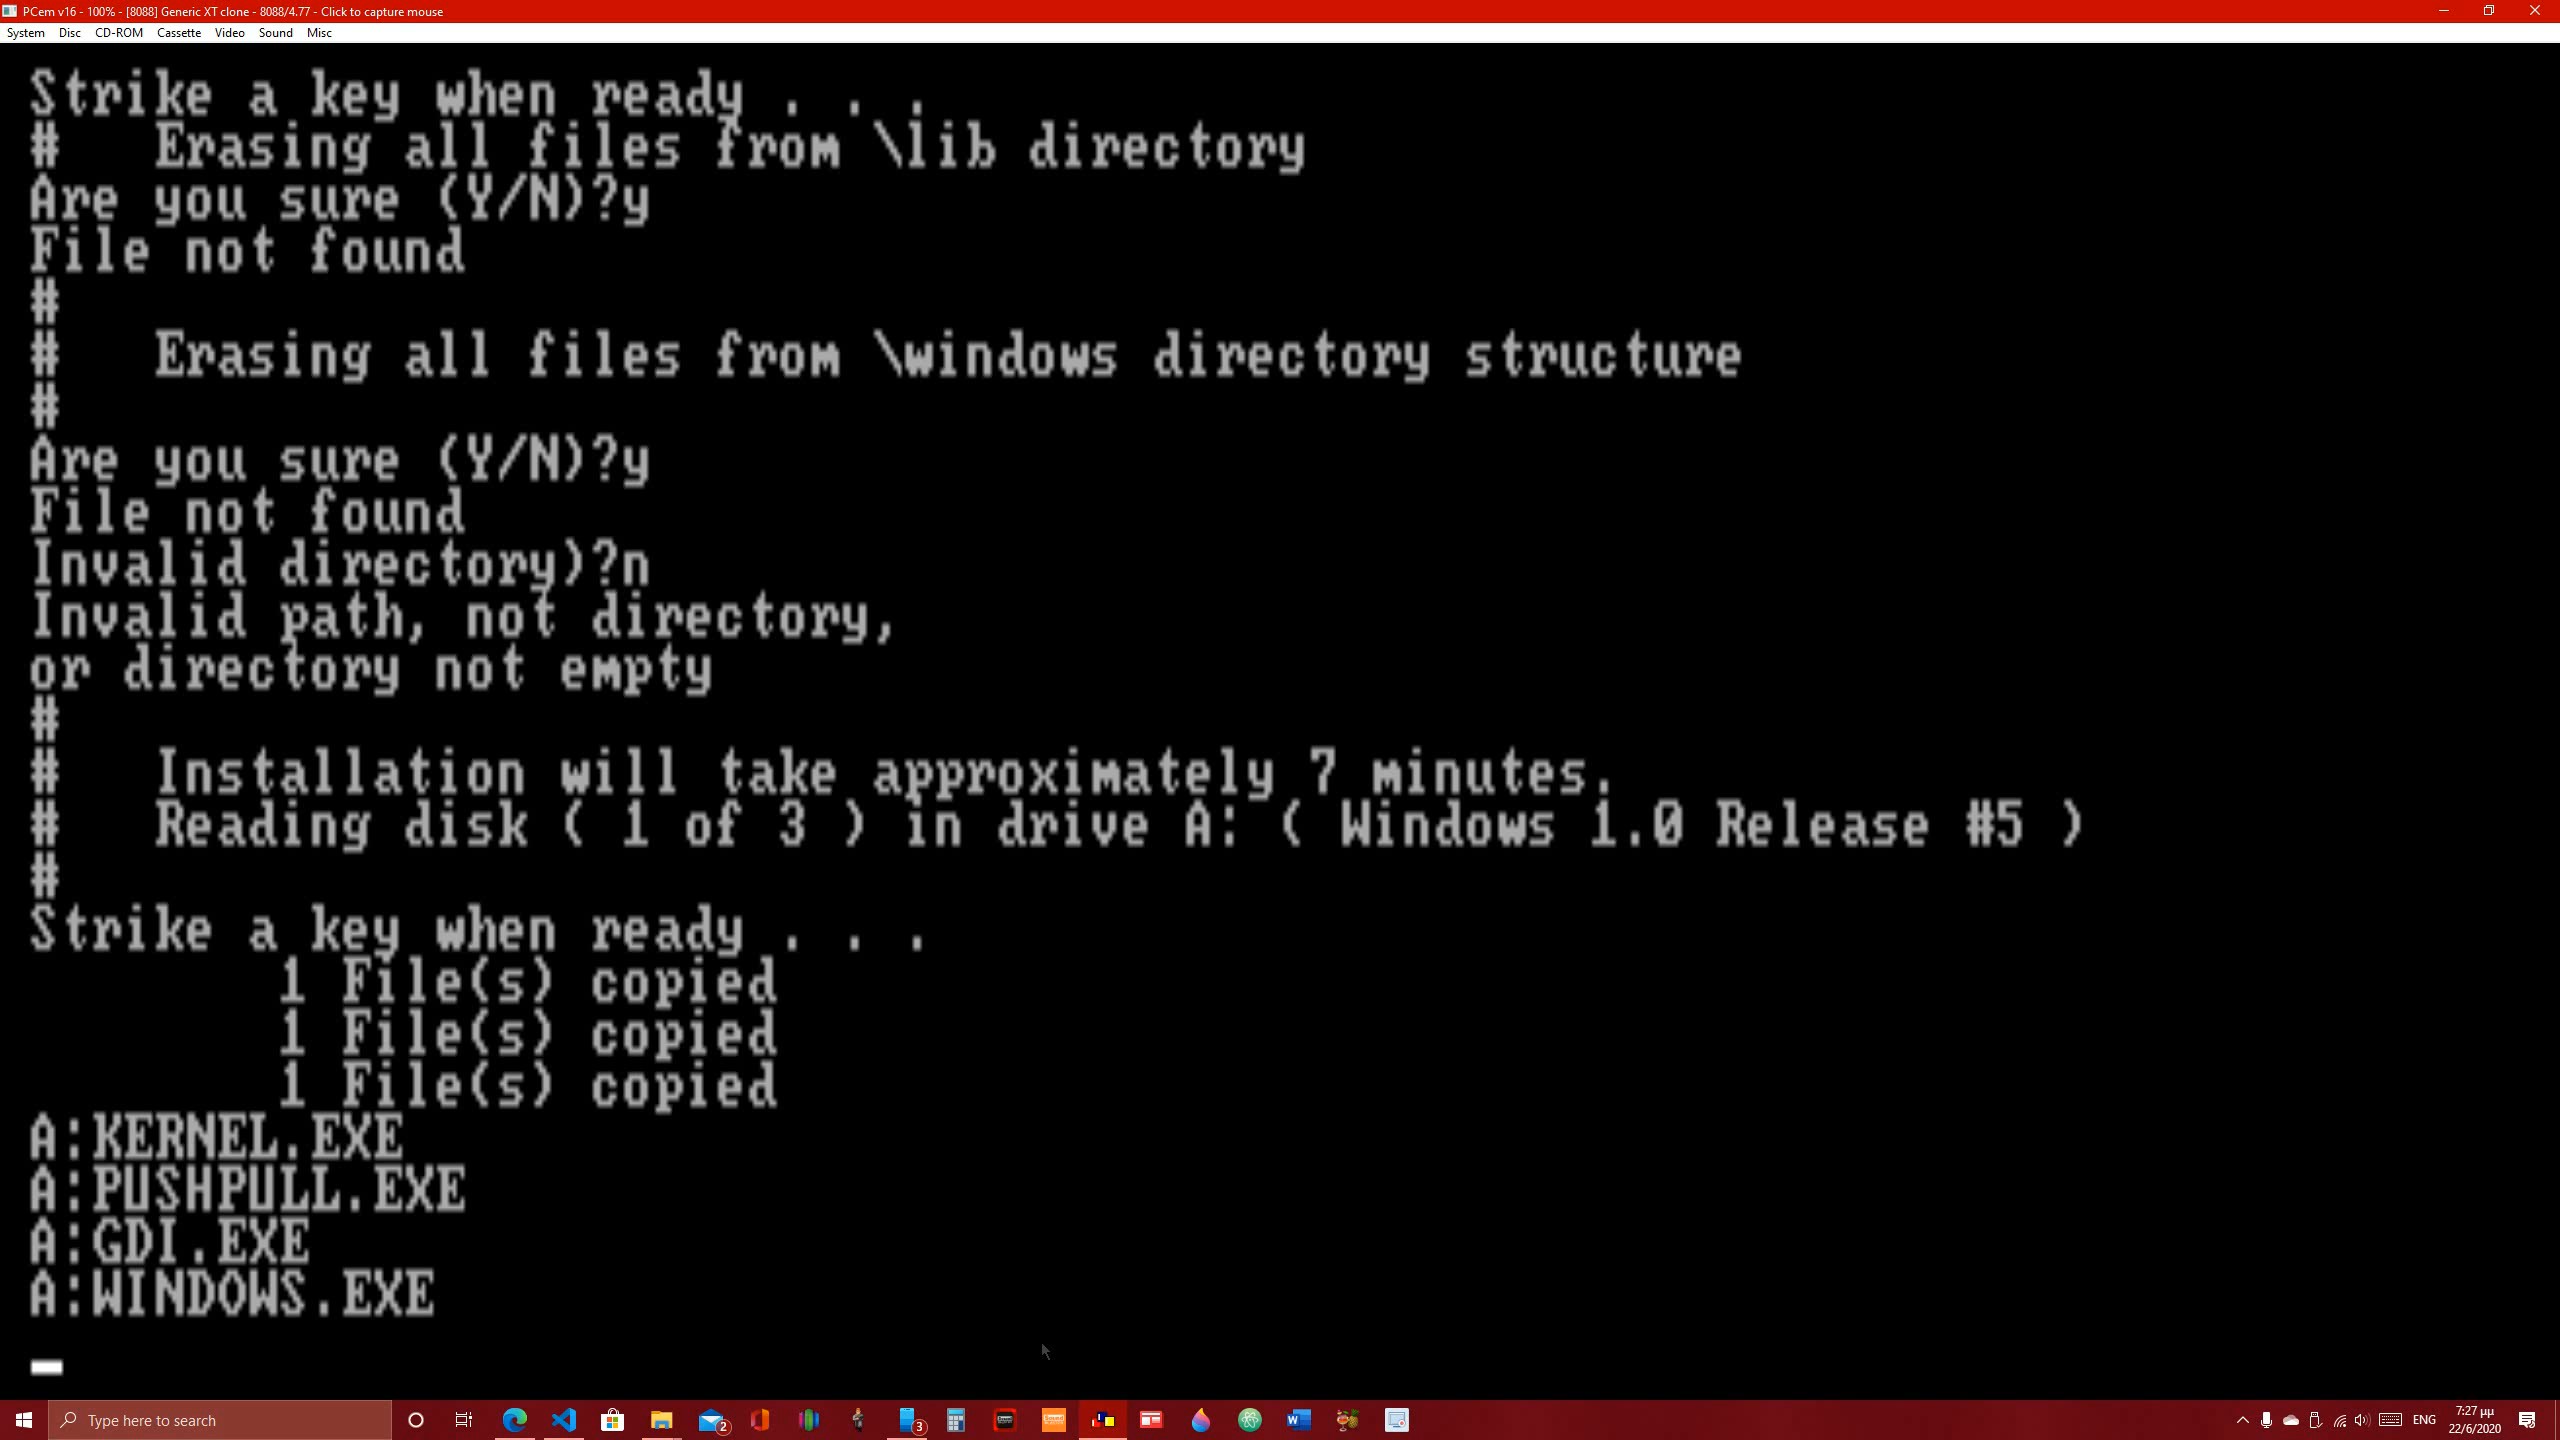 PCem v16 - 100% - [8088] Generic XT clone - 8088/4.77 - Click to capture mouse
System Disc CD-ROM Cassette Video Sound Misc
Strike a key when ready . . .
#   Erasing all files from \lib directory
Are you sure (Y/N)?y
File not found
#
#   Erasing all files from \windows directory structure
#
Are you sure (Y/N)?y
File not found
Invalid directory)?n
Invalid path, not directory,
or directory not empty
#
#   Installation will take approximately 7 minutes.
#   Reading disk ( 1 of 3 ) in drive A: ( Windows 1.0 Release #5 )
#
Strike a key when ready . . .
        1 File(s) copied
        1 File(s) copied
        1 File(s) copied
A:KERNEL.EXE
A:PUSHPULL.EXE
A:GDI.EXE
A:WINDOWS.EXE
Type here to search
2
3
ENG
7:27 μμ
22/6/2020